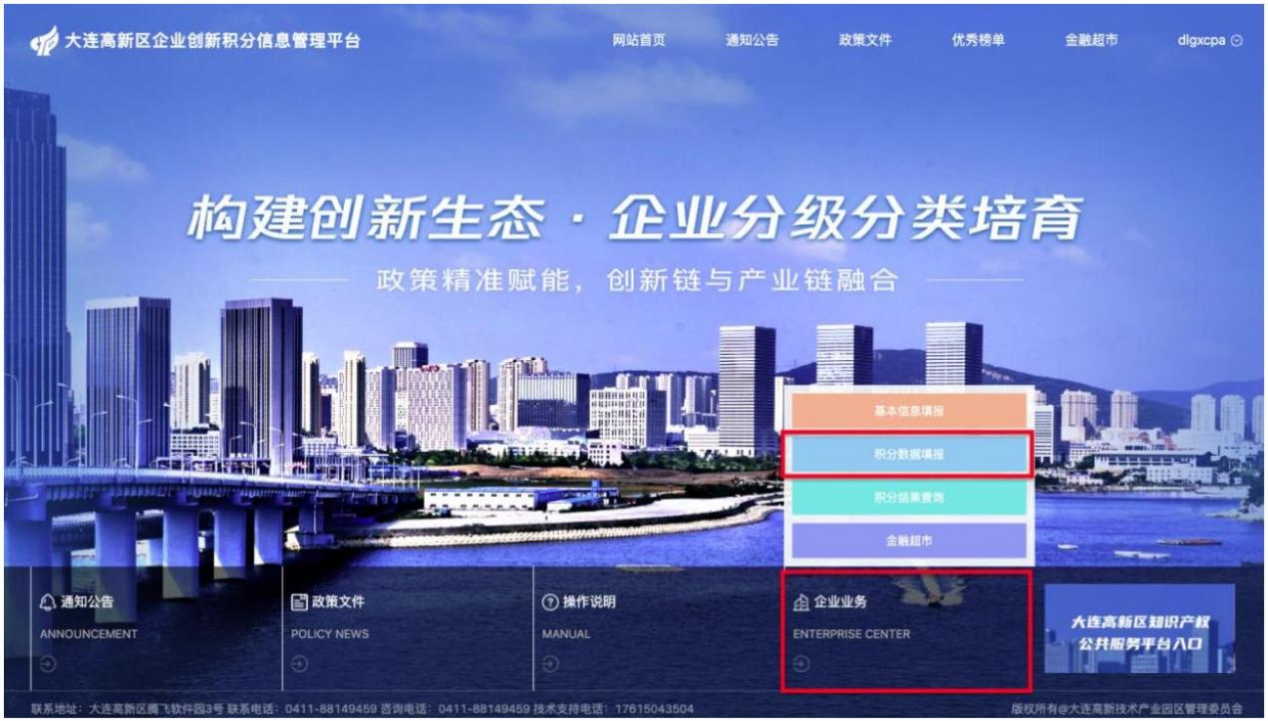 大连高新区企业创新积分信息管理平台
网站首页 通知公告 政策文件 优秀榜单 金融超市 dlgxcpa
构建创新生态·企业分级分类培育
政策精准赋能，创新链与产业链融合
基本信息填报
积分数据填报
积分结果查询
金融超市
通知公告
ANNOUNCEMENT
政策文件
POLICY NEWS
操作说明
MANUAL
企业业务
ENTERPRISE CENTER
大连高新区知识产权
公共服务平台入口
联系地址：大连高新区腾飞软件园3号 联系电话：0411-88149459 咨询电话：0411-88149459 技术支持电话：17615043504
版权所有@大连高新技术产业园区管理委员会